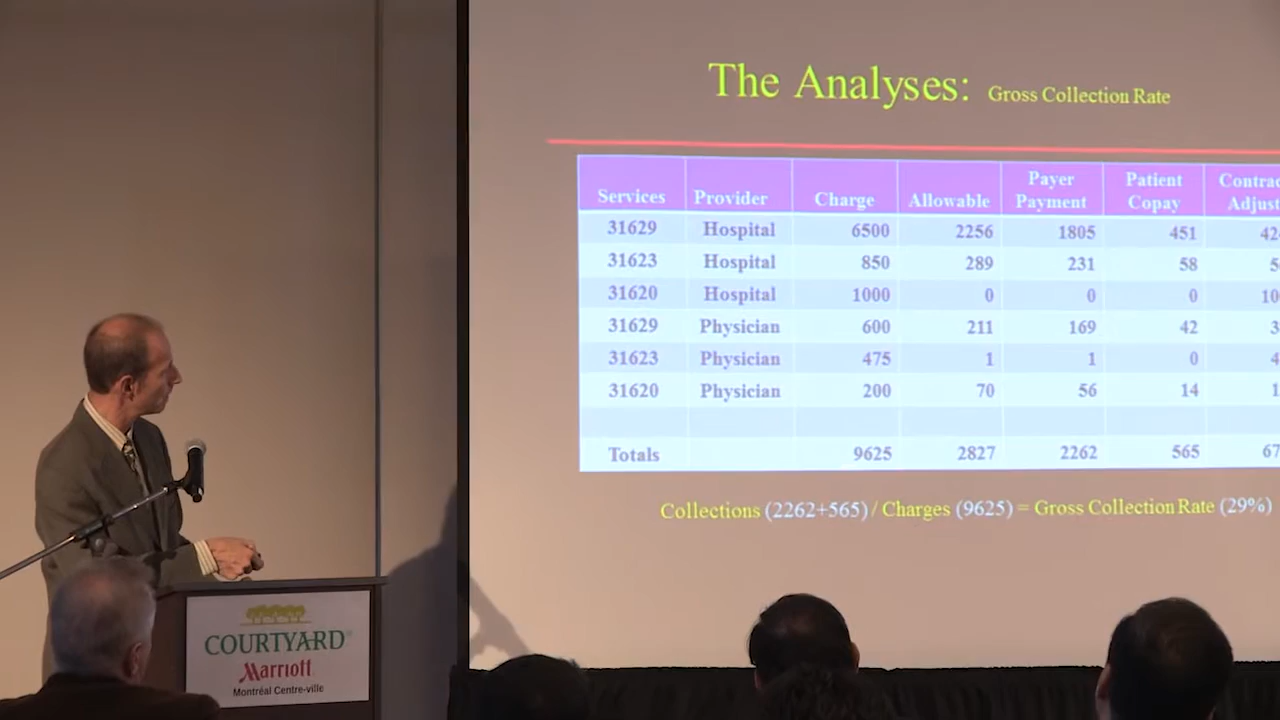 The Analyses: Gross Collection Rate
Services Provider Charge Allowable Payer Payment Patient Copay
31629 Hospital 6500 2256 1805 451
31623 Hospital 850 289 231 58
31620 Hospital 1000 0 0 0
31629 Physician 600 211 169 42
31623 Physician 475 1 1 0
31620 Physician 200 70 56 14
Totals 9625 2827 2262 565
Collections (2262+565) / Charges (9625) = Gross Collection Rate (29%)
COURTYARD®
Marriott
Montréal Centre-ville